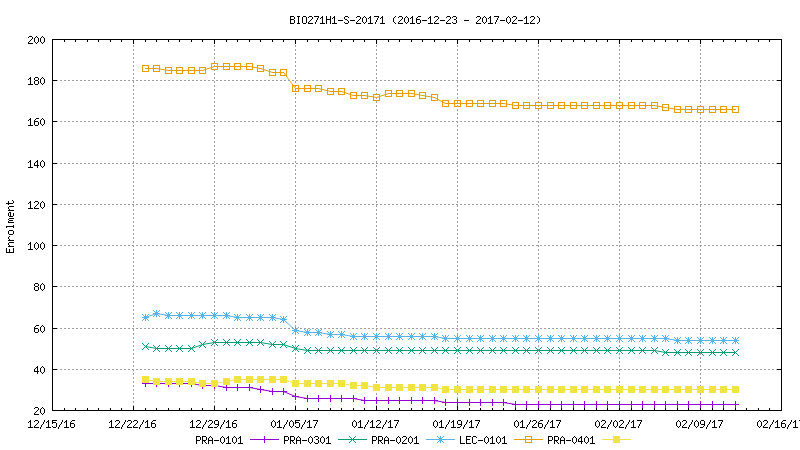 BIO271H1-S-20171 (2016-12-23 - 2017-02-12)
200
180
160
140
120
100
80
60
40
20
Enrolment
12/15/16 12/22/16 12/29/16 01/05/17 01/12/17 01/19/17 01/26/17 02/02/17 02/09/17 02/16/1
PRA-0101 PRA-0301 PRA-0201 LEC-0101 PRA-0401